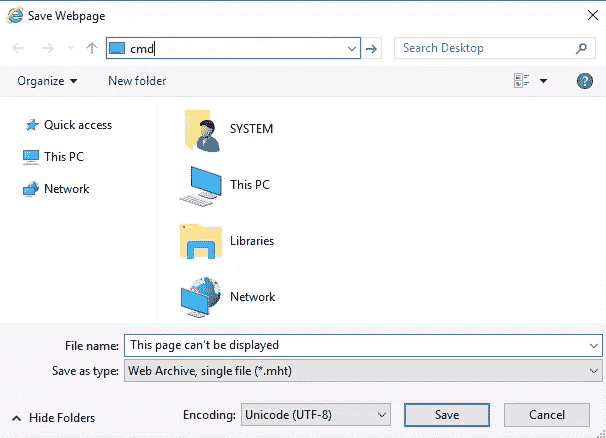 Save Webpage
cmd
Search Desktop
Organize
New folder
Quick access
This PC
Network
SYSTEM
This PC
Libraries
Network
File name: This page can't be displayed
Save as type: Web Archive, single file (*.mht)
Hide Folders Encoding: Unicode (UTF-8) Save Cancel